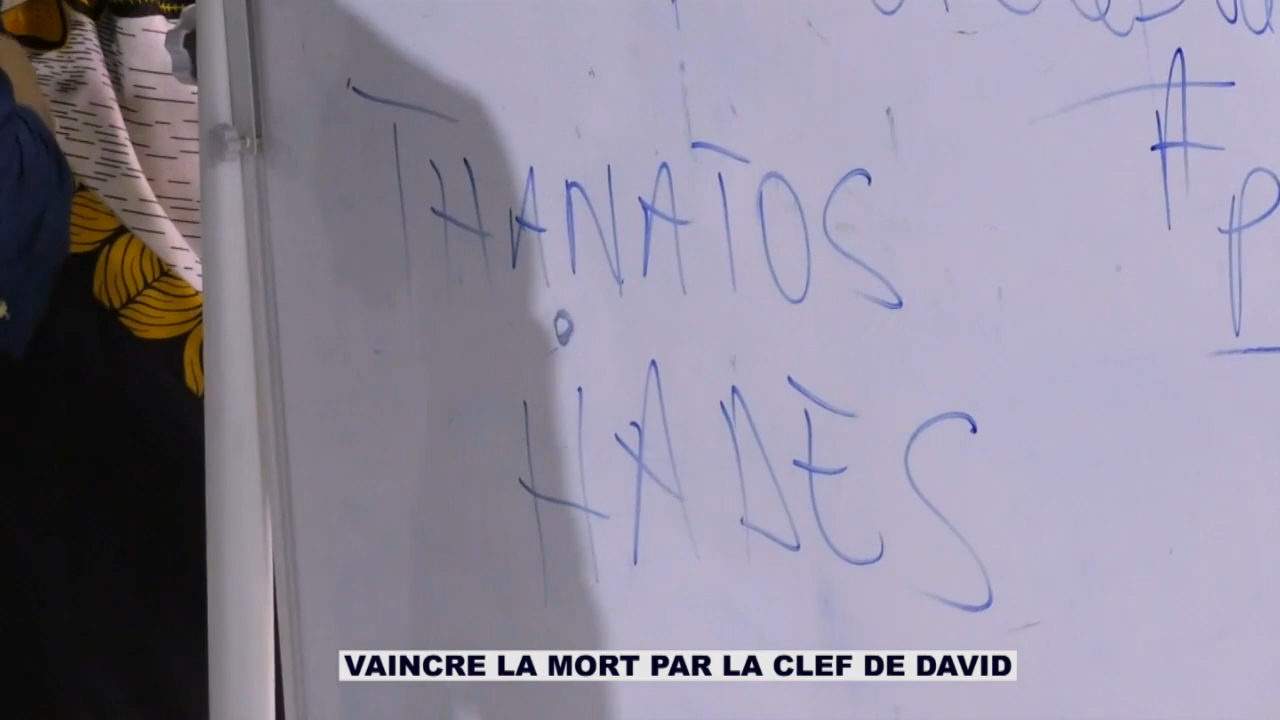 THANATOS
HADES
VAINCRE LA MORT PAR LA CLEF DE DAVID